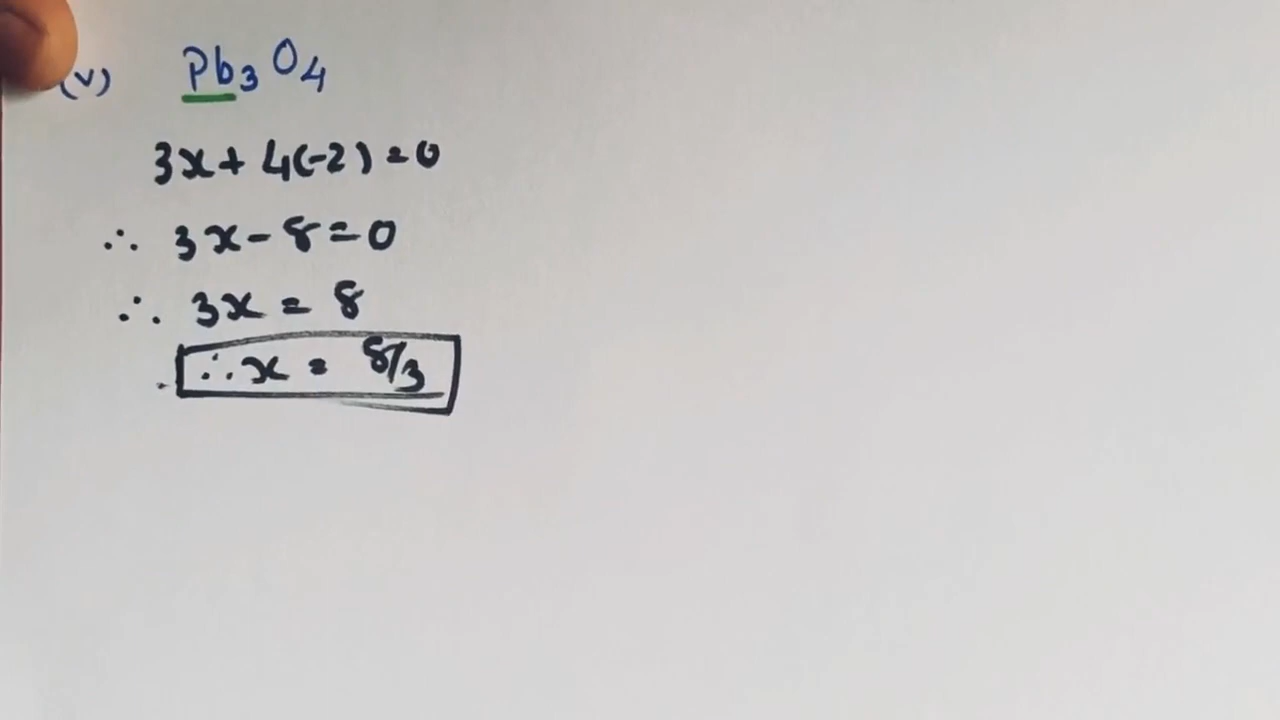 (v) Pb₃O₄
3x + 4(-2) = 0
∴ 3x - 8 = 0
∴ 3x = 8
∴ x = 8/3